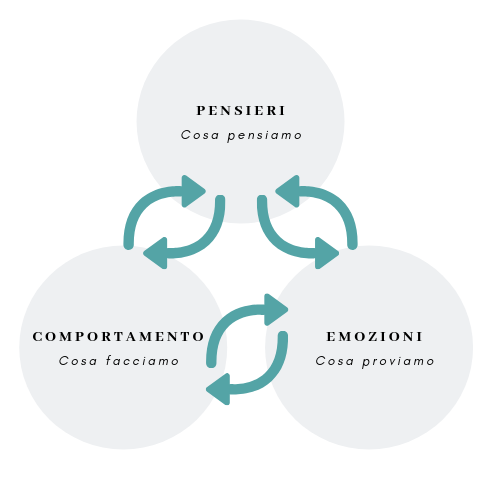 PENSIERI
Cosa pensiamo
COMPORTAMENTO
Cosa facciamo
EMOZIONI
Cosa proviamo